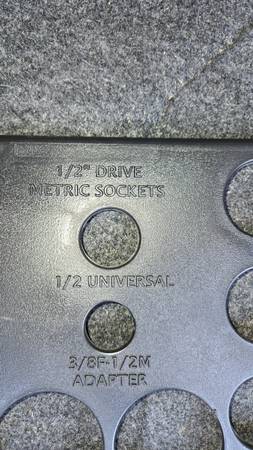 1/2" DRIVE
METRIC SOCKETS
1/2 UNIVERSAL
3/8F-1/2M
ADAPTER